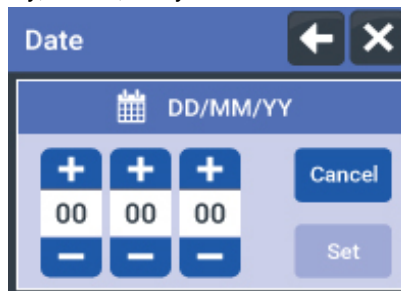 Date
DD/MM/YY
+ + +
Cancel
00 00 00
− − −
Set